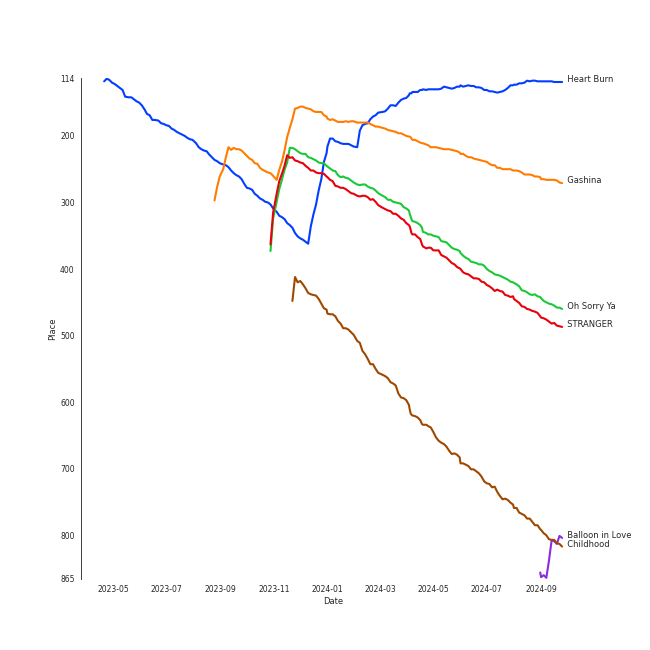 114
200
300
400
500
600
700
800
865
Place
2023-05 2023-07 2023-09 2023-11 2024-01 2024-03 2024-05 2024-07 2024-09
Date
Heart Burn
Gashina
Oh Sorry Ya
STRANGER
Balloon in Love
Childhood